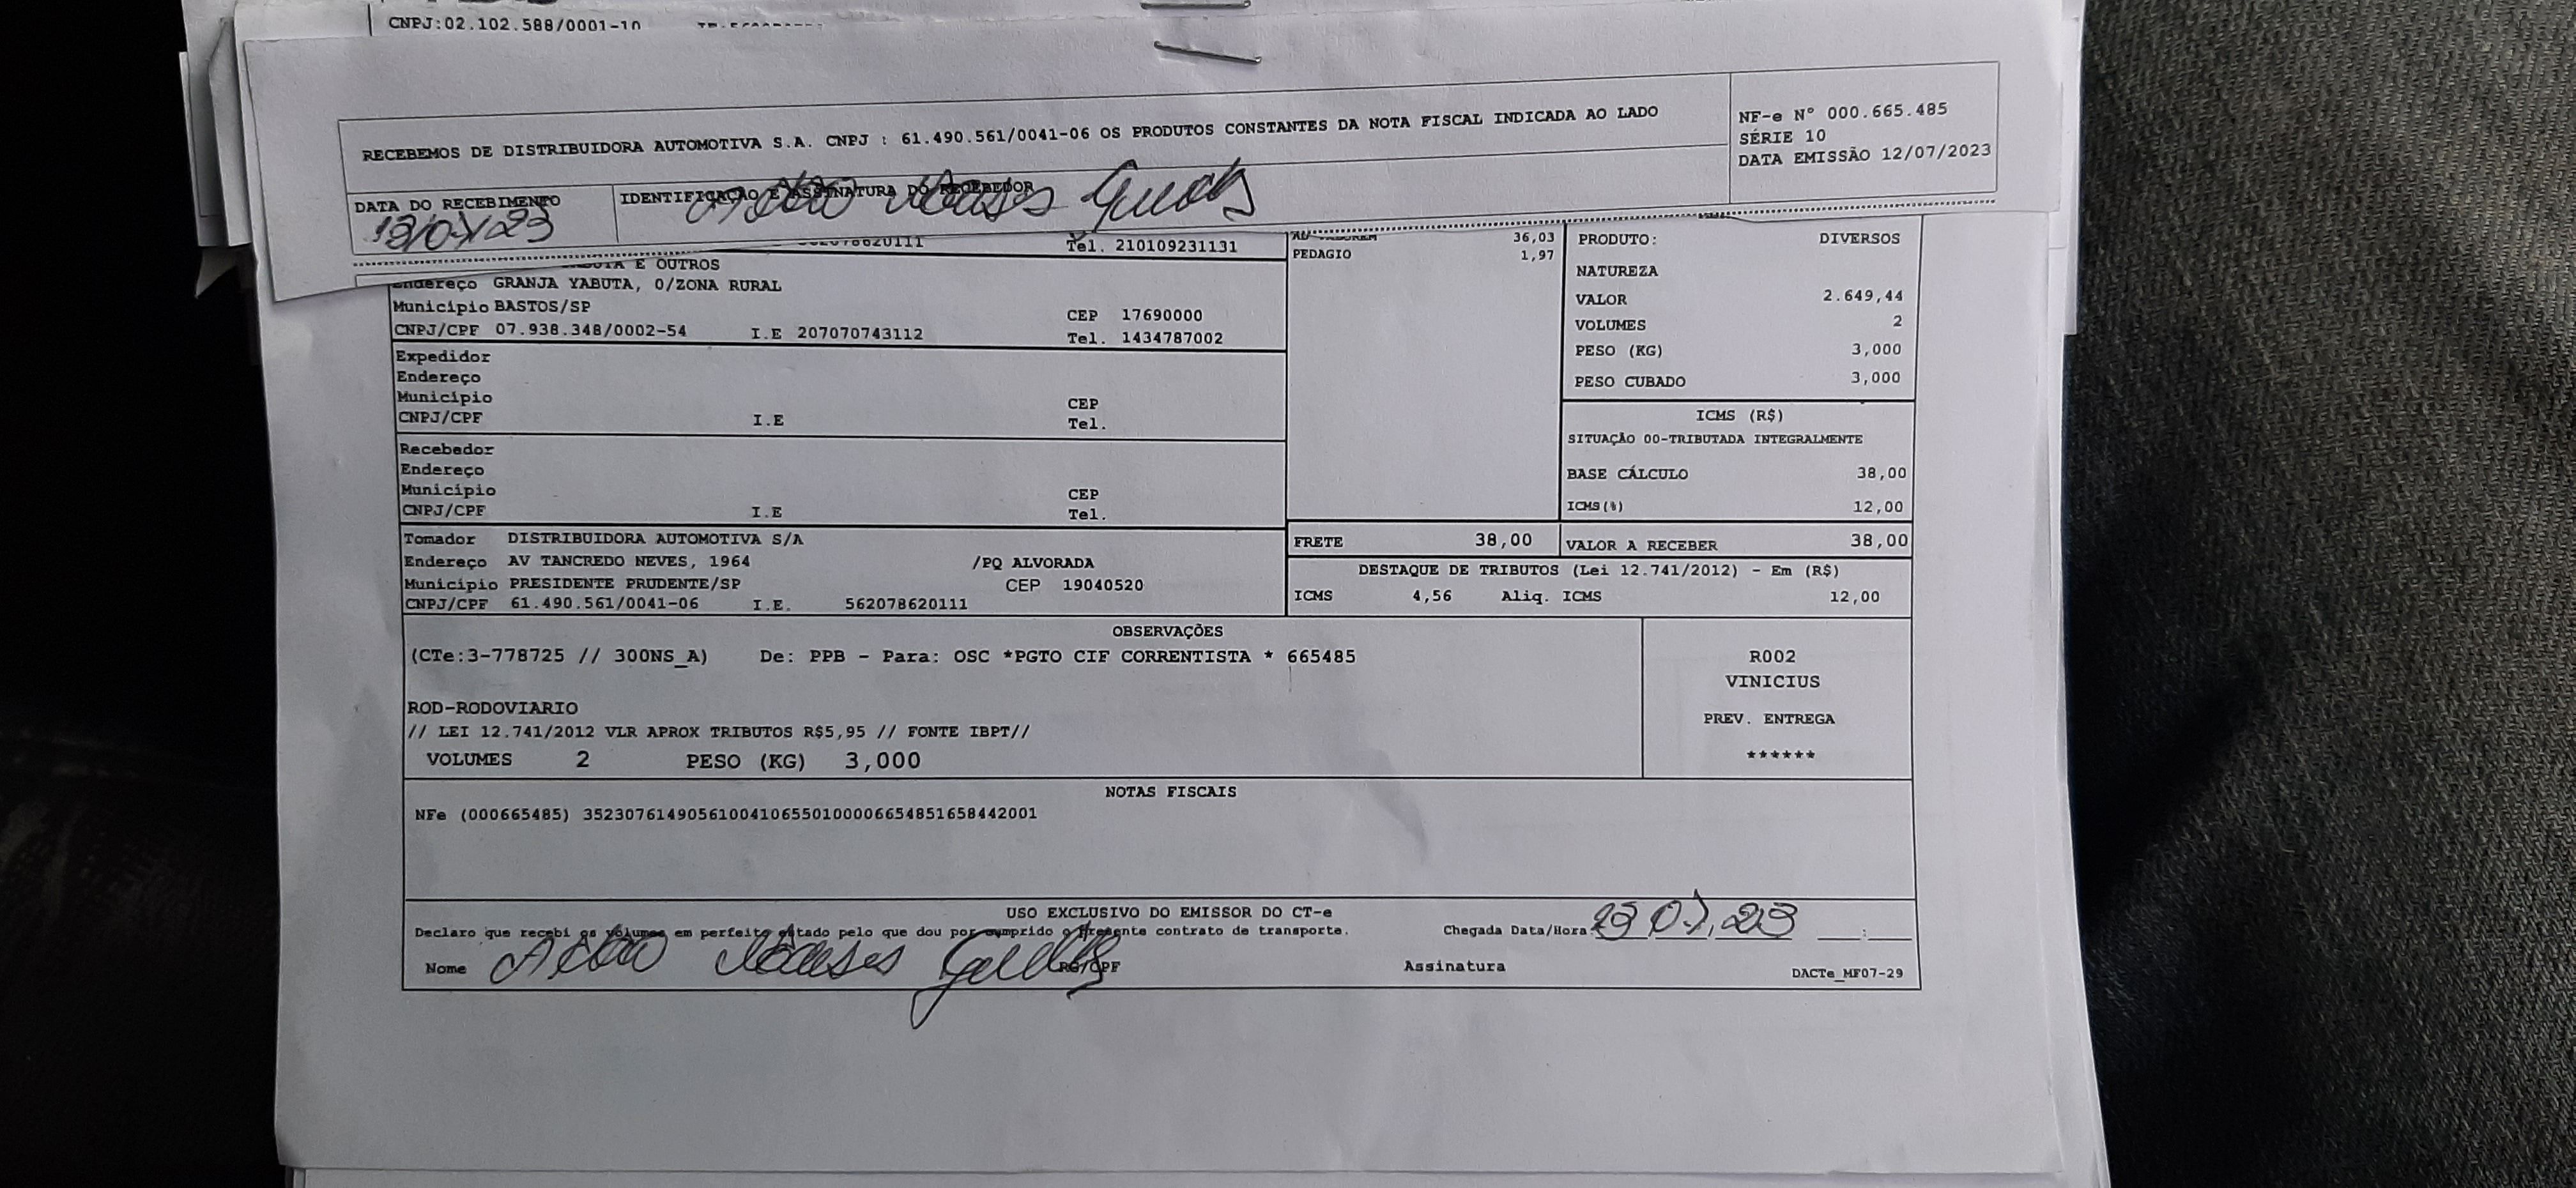 CNPJ:02.102.588/0001-10
RECEBEMOS DE DISTRIBUIDORA AUTOMOTIVA S.A. CNPJ : 61.490.561/0041-06 OS PRODUTOS CONSTANTES DA NOTA FISCAL INDICADA AO LADO
NF-e N° 000.665.485
SÉRIE 10
DATA EMISSÃO 12/07/2023
DATA DO RECEBIMENTO
IDENTIFICAÇÃO E ASSINATURA DO RECEBEDOR
Tel. 210109231131
E OUTROS
Endereço GRANJA YABUTA, 0/ZONA RURAL
Município BASTOS/SP
CEP 17690000
CNPJ/CPF 07.938.348/0002-54 I.E 207070743112 Tel. 1434787002
Expedidor
Endereço
Município CEP
CNPJ/CPF I.E Tel.
Recebedor
Endereço
Município CEP
CNPJ/CPF I.E Tel.
Tomador DISTRIBUIDORA AUTOMOTIVA S/A
Endereço AV TANCREDO NEVES, 1964 /PQ ALVORADA
Município PRESIDENTE PRUDENTE/SP CEP 19040520
CNPJ/CPF 61.490.561/0041-06 I.E. 562078620111
36,03
PEDAGIO 1,97
PRODUTO: DIVERSOS
NATUREZA
VALOR 2.649,44
VOLUMES 2
PESO (KG) 3,000
PESO CUBADO 3,000
ICMS (R$)
SITUAÇÃO 00-TRIBUTADA INTEGRALMENTE
BASE CÁLCULO 38,00
ICMS(%) 12,00
FRETE 38,00 VALOR A RECEBER 38,00
DESTAQUE DE TRIBUTOS (Lei 12.741/2012) - Em (R$)
ICMS 4,56 Aliq. ICMS 12,00
OBSERVAÇÕES
(CTe:3-778725 // 300NS_A) De: PPB - Para: OSC *PGTO CIF CORRENTISTA * 665485
ROD-RODOVIARIO
// LEI 12.741/2012 VLR APROX TRIBUTOS R$5,95 // FONTE IBPT//
VOLUMES 2 PESO (KG) 3,000
R002
VINICIUS
PREV. ENTREGA
******
NOTAS FISCAIS
NFe (000665485) 35230761490561004106550100006654851658442001
USO EXCLUSIVO DO EMISSOR DO CT-e
Declaro que recebi os volumes em perfeito estado pelo que dou por cumprido o presente contrato de transporte.
Chegada Data/Hora:
Nome RG/CPF Assinatura
DACTe_MF07-29